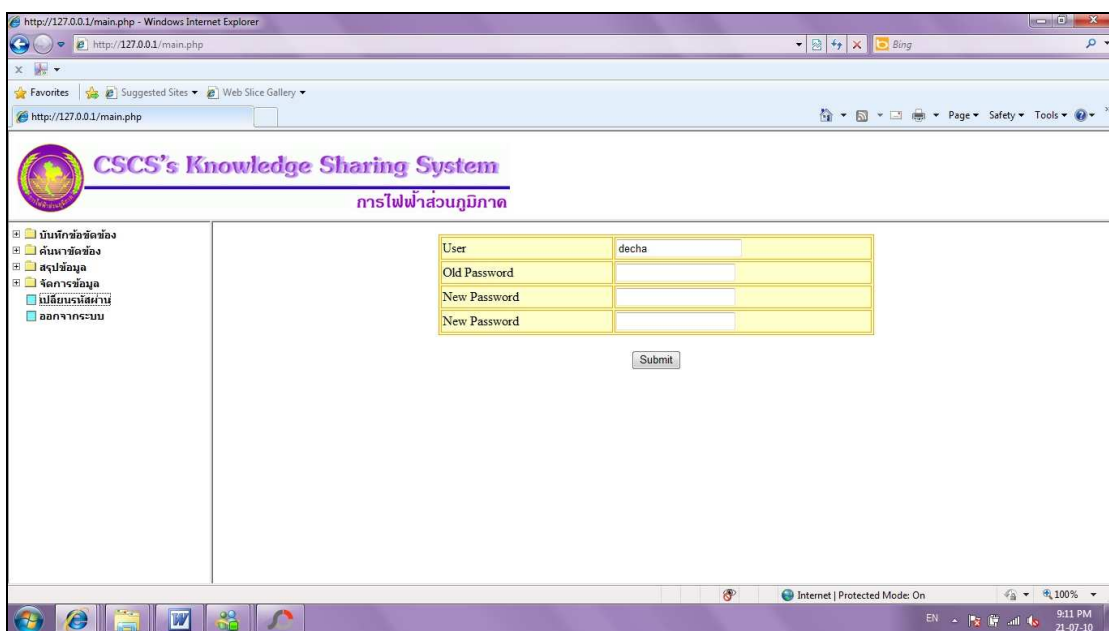 http://127.0.0.1/main.php - Windows Internet Explorer
http://127.0.0.1/main.php
Bing
Favorites Suggested Sites Web Slice Gallery
http://127.0.0.1/main.php
Page Safety Tools
CSCS's Knowledge Sharing System
การไฟฟ้าส่วนภูมิภาค
บันทึกข้อขัดข้อง
ค้นหาขัดข้อง
สรุปข้อมูล
จัดการข้อมูล
เปลี่ยนรหัสผ่าน
ออกจากระบบ
User decha
Old Password
New Password
New Password
Submit
Internet | Protected Mode: On
100%
EN
9:11 PM
21-07-10